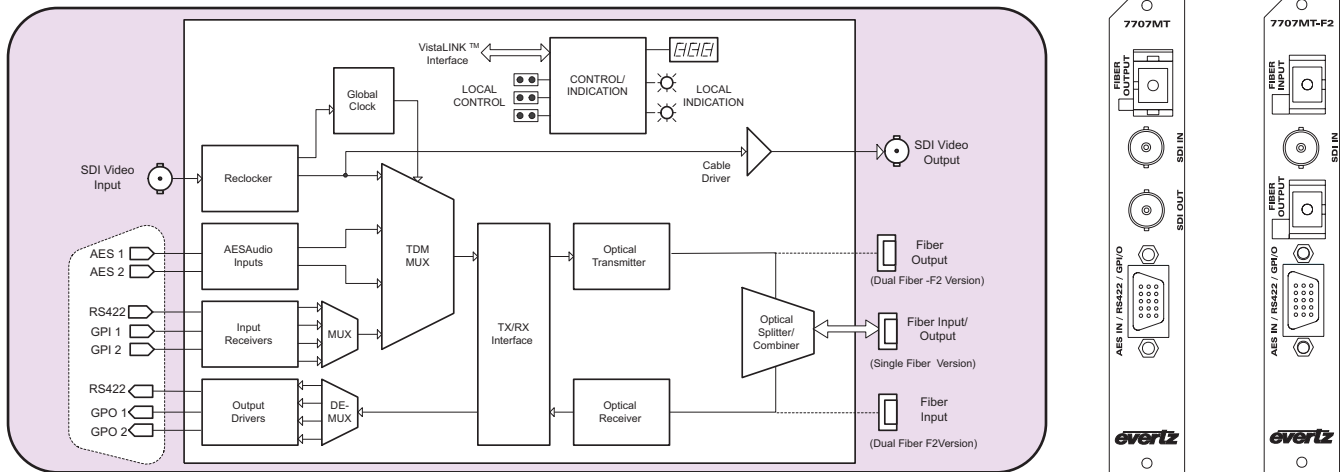 VistaLINK ™
Interface
CONTROL/
INDICATION
LOCAL
CONTROL
LOCAL
INDICATION
Global
Clock
SDI Video
Input
Reclocker
Cable
Driver
SDI Video
Output
AES 1
AES 2
AESAudio
Inputs
TDM
MUX
RS422
GPI 1
GPI 2
Input
Receivers
MUX
TX/RX
Interface
Optical
Transmitter
Fiber
Output
(Dual Fiber -F2 Version)
Optical
Splitter/
Combiner
Fiber Input/
Output
(Single Fiber Version)
RS422
GPO 1
GPO 2
Output
Drivers
DE-
MUX
Optical
Receiver
Fiber
Input
(Dual Fiber F2Version)
7707MT
FIBER
OUTPUT
SDI IN
SDI OUT
AES IN / RS422 / GPI/O
evertz
7707MT-F2
FIBER
INPUT
SDI IN
FIBER
OUTPUT
AES IN / RS422 / GPI/O
evertz